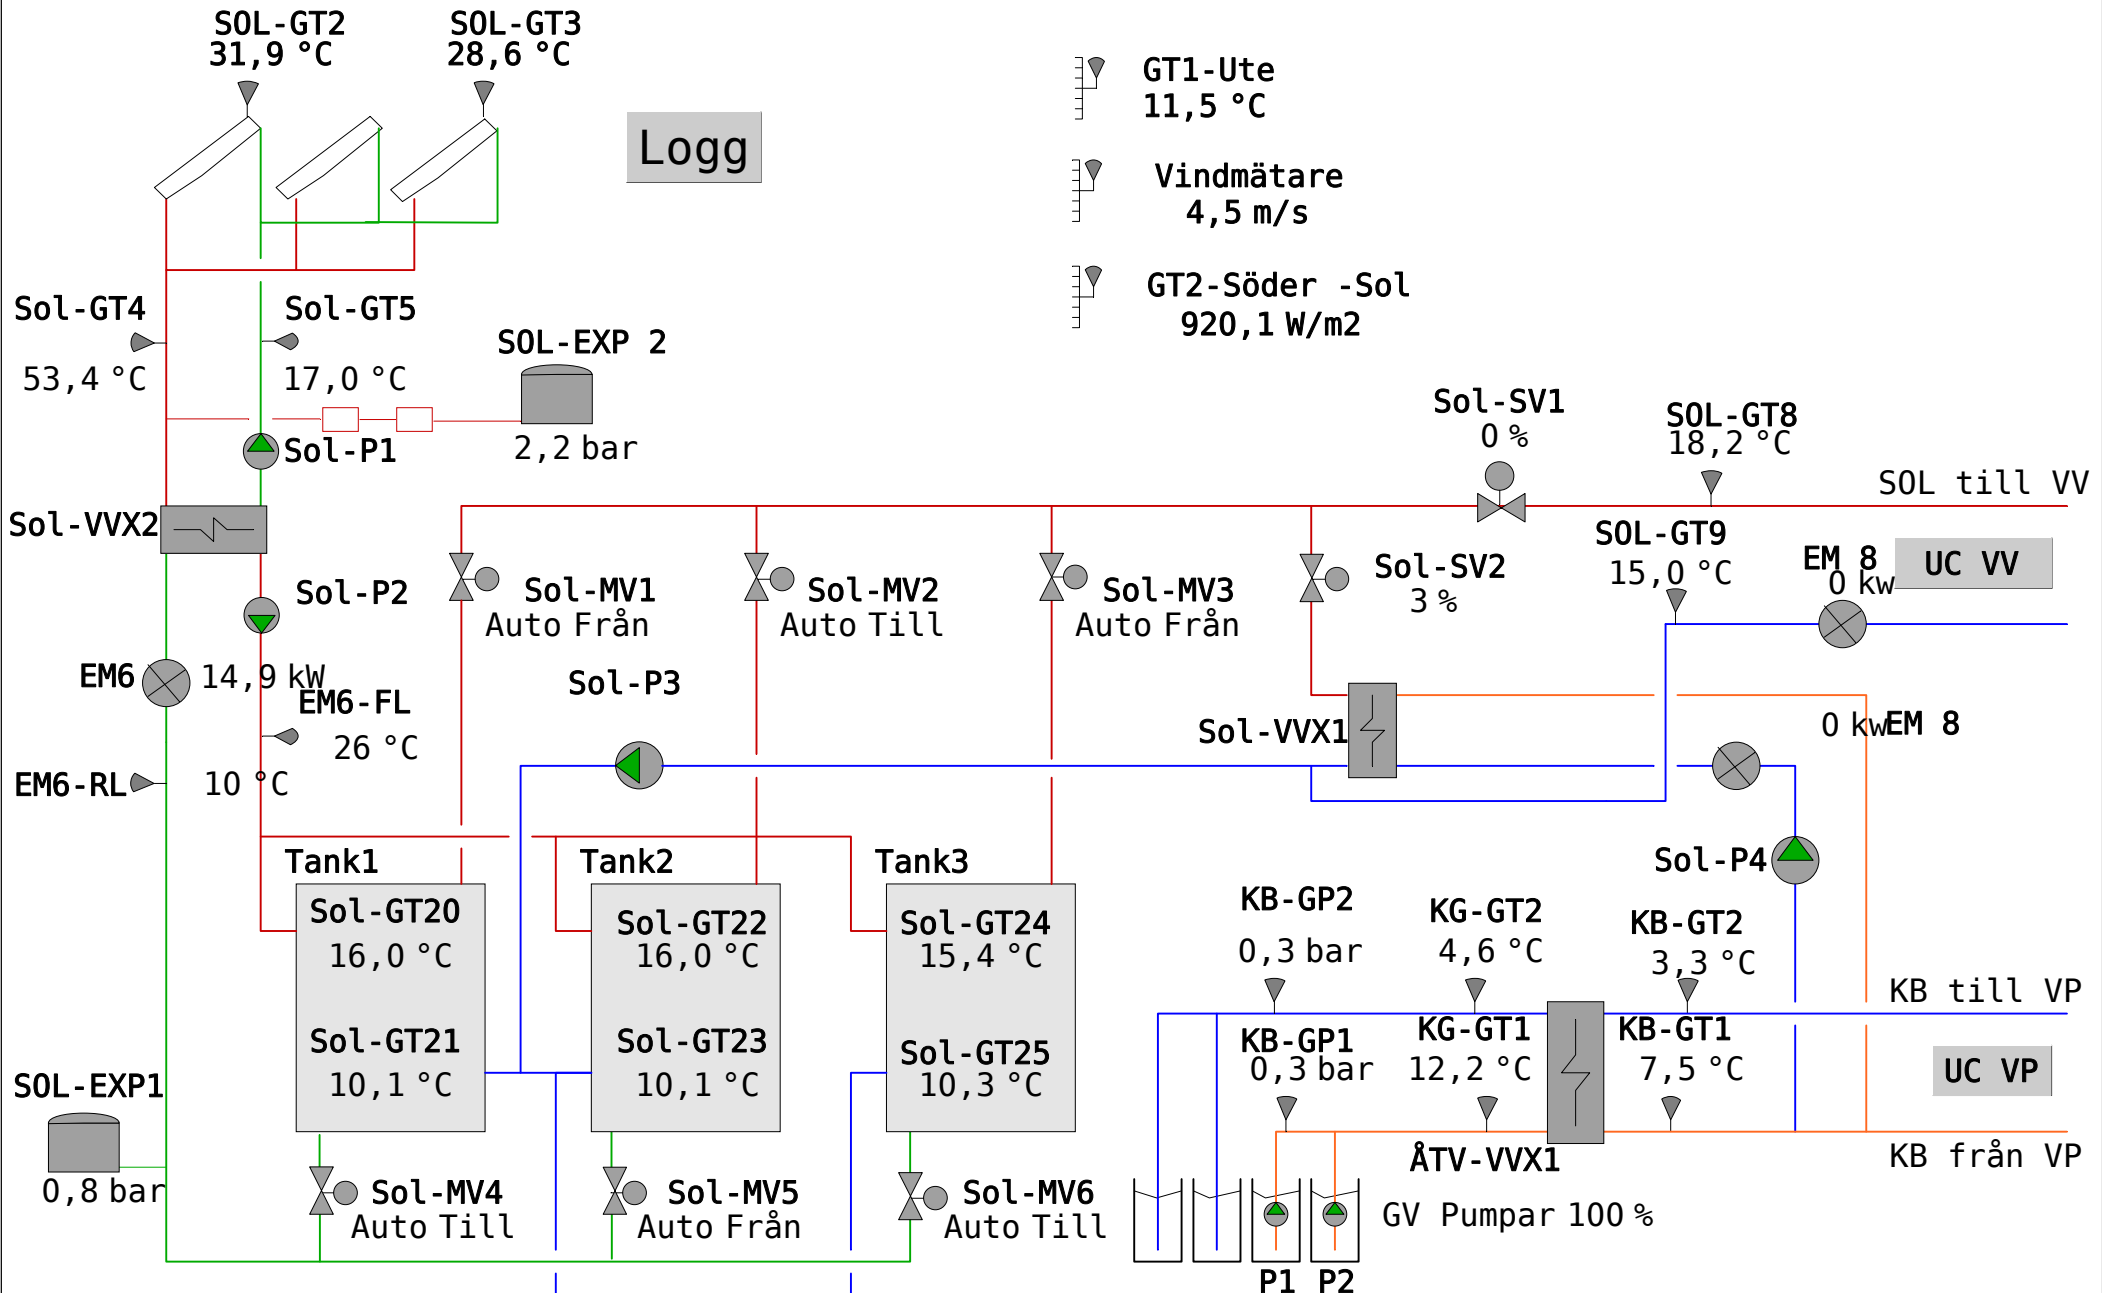 SOL-GT2
31,9 °C
SOL-GT3
28,6 °C
Logg
GT1-Ute
11,5 °C
Vindmätare
4,5 m/s
GT2-Söder -Sol
920,1 W/m2
Sol-GT4
53,4 °C
Sol-GT5
17,0 °C
SOL-EXP 2
2,2 bar
Sol-P1
Sol-SV1
0 %
SOL-GT8
18,2 °C
SOL till VV
Sol-VVX2
Sol-P2
Sol-MV1
Auto Från
Sol-MV2
Auto Till
Sol-MV3
Auto Från
Sol-SV2
3 %
SOL-GT9
15,0 °C
EM 8
0 kw
UC VV
EM6
14,9 kW
EM6-FL
26 °C
Sol-P3
Sol-VVX1
0 kw EM 8
EM6-RL
10 °C
Sol-P4
Tank1
Sol-GT20
16,0 °C
Sol-GT21
10,1 °C
Tank2
Sol-GT22
16,0 °C
Sol-GT23
10,1 °C
Tank3
Sol-GT24
15,4 °C
Sol-GT25
10,3 °C
KB-GP2
0,3 bar
KG-GT2
4,6 °C
KB-GT2
3,3 °C
KB till VP
KB-GP1
0,3 bar
KG-GT1
12,2 °C
KB-GT1
7,5 °C
UC VP
SOL-EXP1
0,8 bar
ÅTV-VVX1
KB från VP
Sol-MV4
Auto Till
Sol-MV5
Auto Från
Sol-MV6
Auto Till
GV Pumpar 100 %
P1 P2